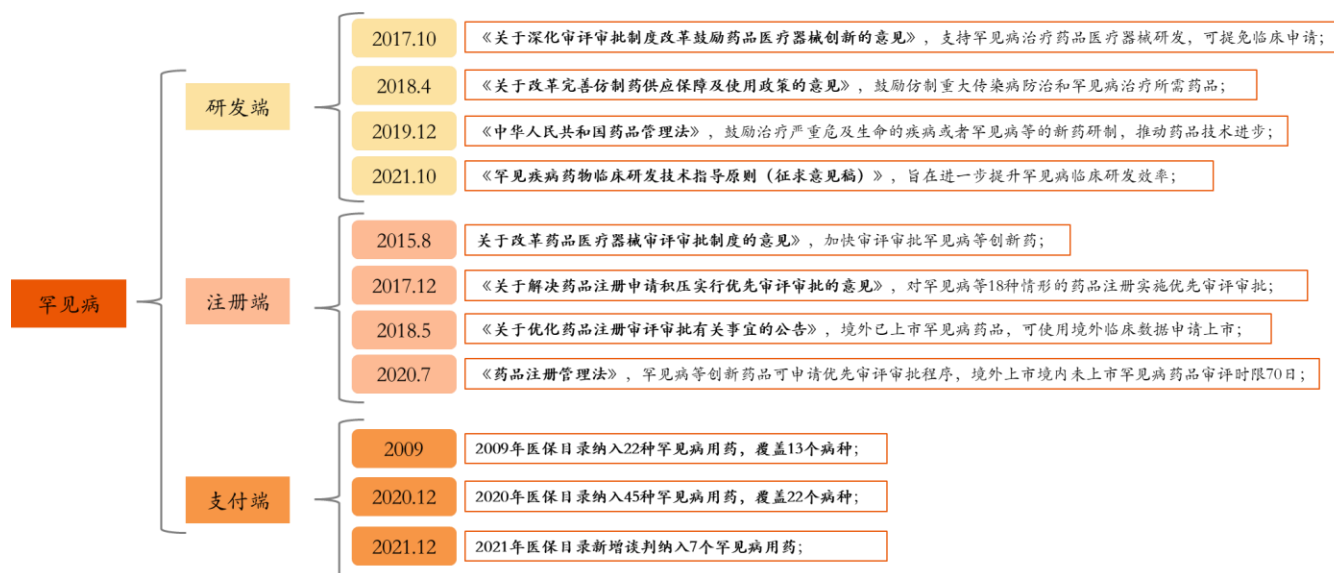 罕见病
研发端
2017.10
《关于深化审评审批制度改革鼓励药品医疗器械创新的意见》，支持罕见病治疗药品医疗器械研发，可提免临床申请；
2018.4
《关于改革完善仿制药供应保障及使用政策的意见》，鼓励仿制重大传染病防治和罕见病治疗所需药品；
2019.12
《中华人民共和国药品管理法》，鼓励治疗严重危及生命的疾病或者罕见病等的新药研制，推动药品技术进步；
2021.10
《罕见疾病药物临床研发技术指导原则（征求意见稿）》，旨在进一步提升罕见病临床研发效率；
注册端
2015.8
关于改革药品医疗器械审评审批制度的意见》，加快审评审批罕见病等创新药；
2017.12
《关于解决药品注册申请积压实行优先审评审批的意见》，对罕见病等18种情形的药品注册实施优先审评审批；
2018.5
《关于优化药品注册审评审批有关事宜的公告》，境外已上市罕见病药品，可使用境外临床数据申请上市；
2020.7
《药品注册管理法》，罕见病等创新药品可申请优先审评审批程序，境外上市境内未上市罕见病药品审评时限70日；
支付端
2009
2009年医保目录纳入22种罕见病用药，覆盖13个病种；
2020.12
2020年医保目录纳入45种罕见病用药，覆盖22个病种；
2021.12
2021年医保目录新增谈判纳入7个罕见病用药；